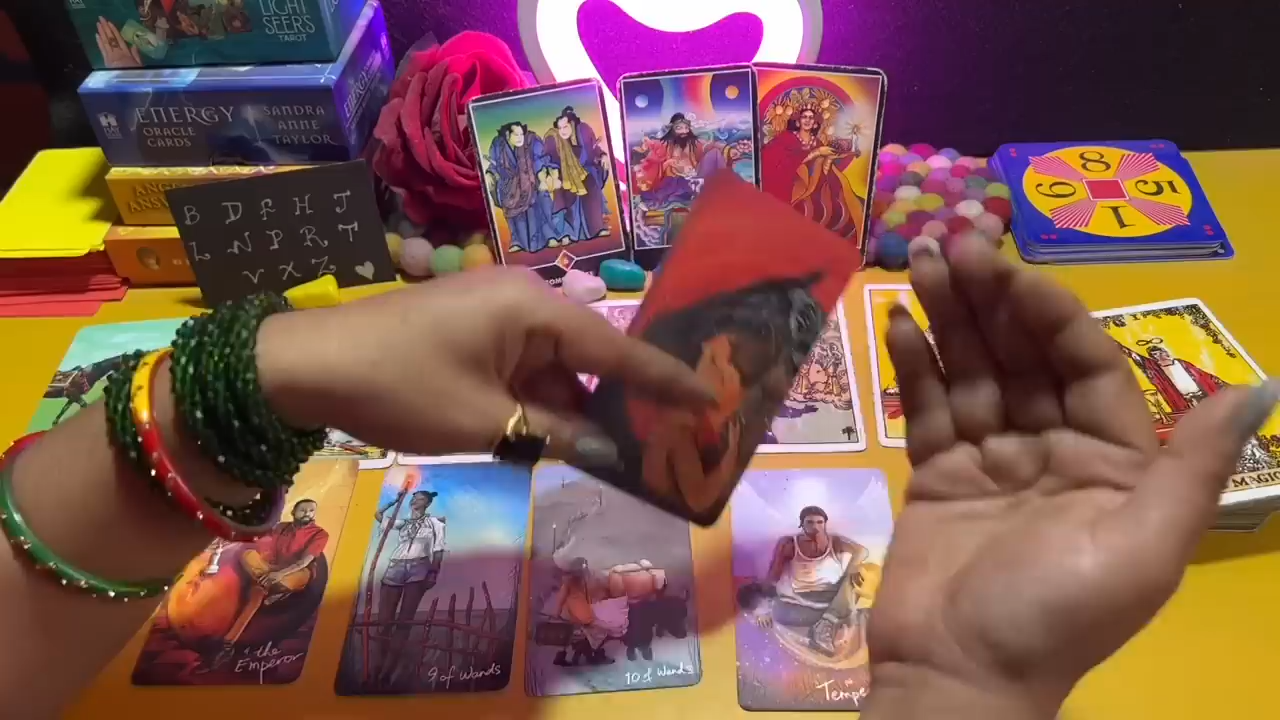 LIGHT
SEER'S
TAROT
ENERGY
ORACLE
CARDS
SANDRA
ANNE
TAYLOR
B D F H J
L N P R T
V X Z
8
6 5
1
I
the
Emperor
9 of Wands
10 of Wands
Tempe
MAGIC